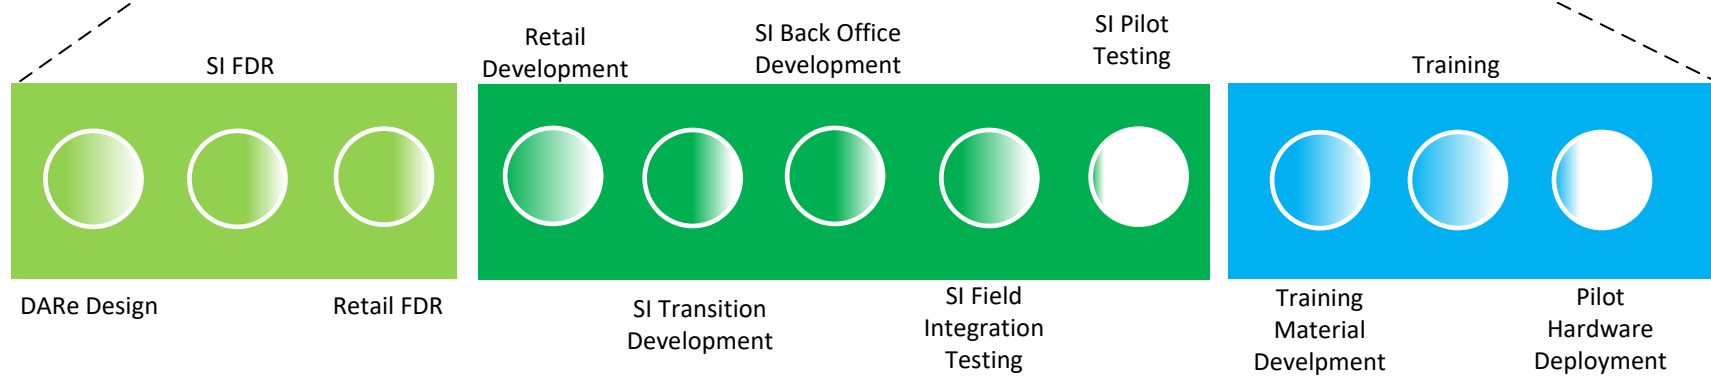 SI FDR
DARe Design
Retail FDR
Retail
Development
SI Back Office
Development
SI Pilot
Testing
SI Transition
Development
SI Field
Integration
Testing
Training
Training
Material
Develpment
Pilot
Hardware
Deployment